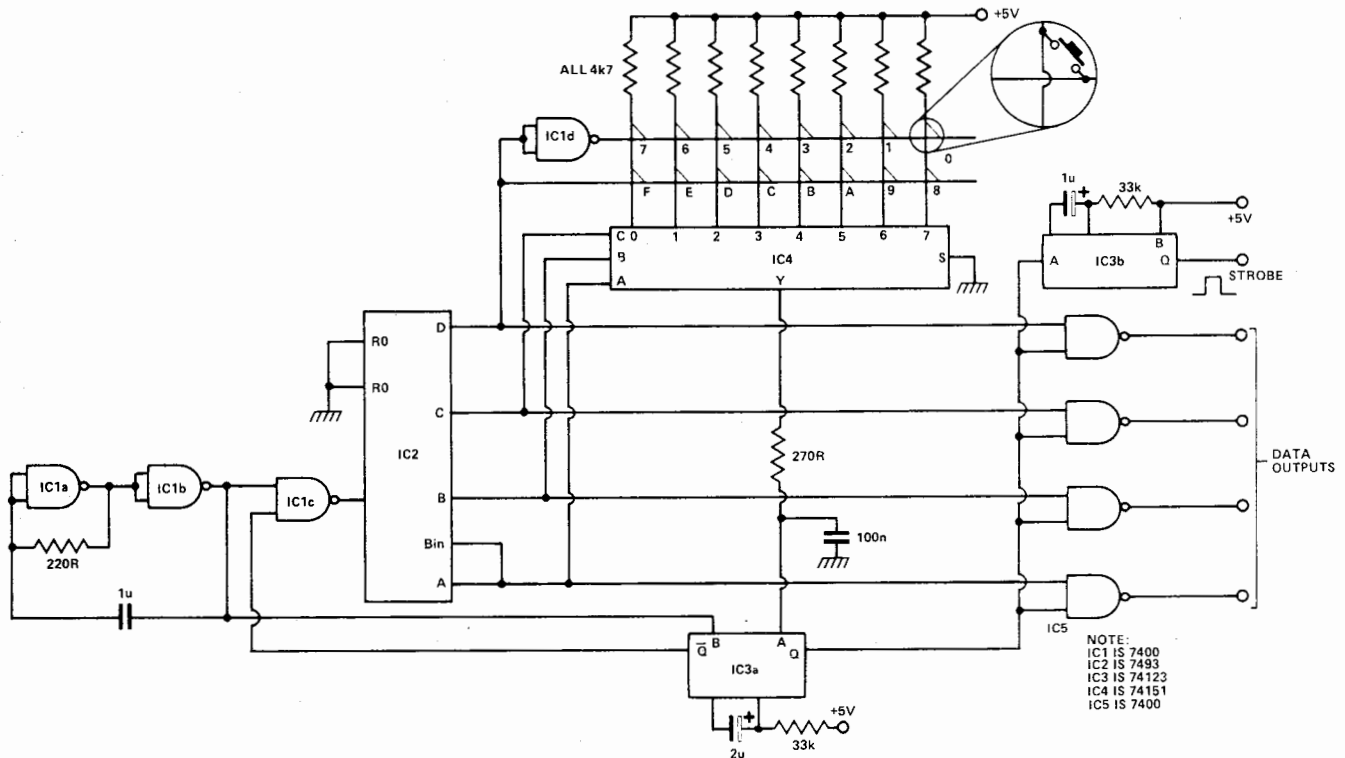 +5V
ALL 4k7
IC1d
7 6 5 4 3 2 1 0
F E D C B A 9 8
1u
33k
+5V
C 0 1 2 3 4 5 6 7
B IC4 S
A Y
A IC3b B Q
STROBE
D
R0
R0
C
IC2
270R
DATA
OUTPUTS
IC1a
IC1b
IC1c
B
220R
Bin
100n
A
1u
IC5
Q B A Q
IC3a
NOTE:
IC1 IS 7400
IC2 IS 7493
IC3 IS 74123
IC4 IS 74151
IC5 IS 7400
+5V
+
2u
33k